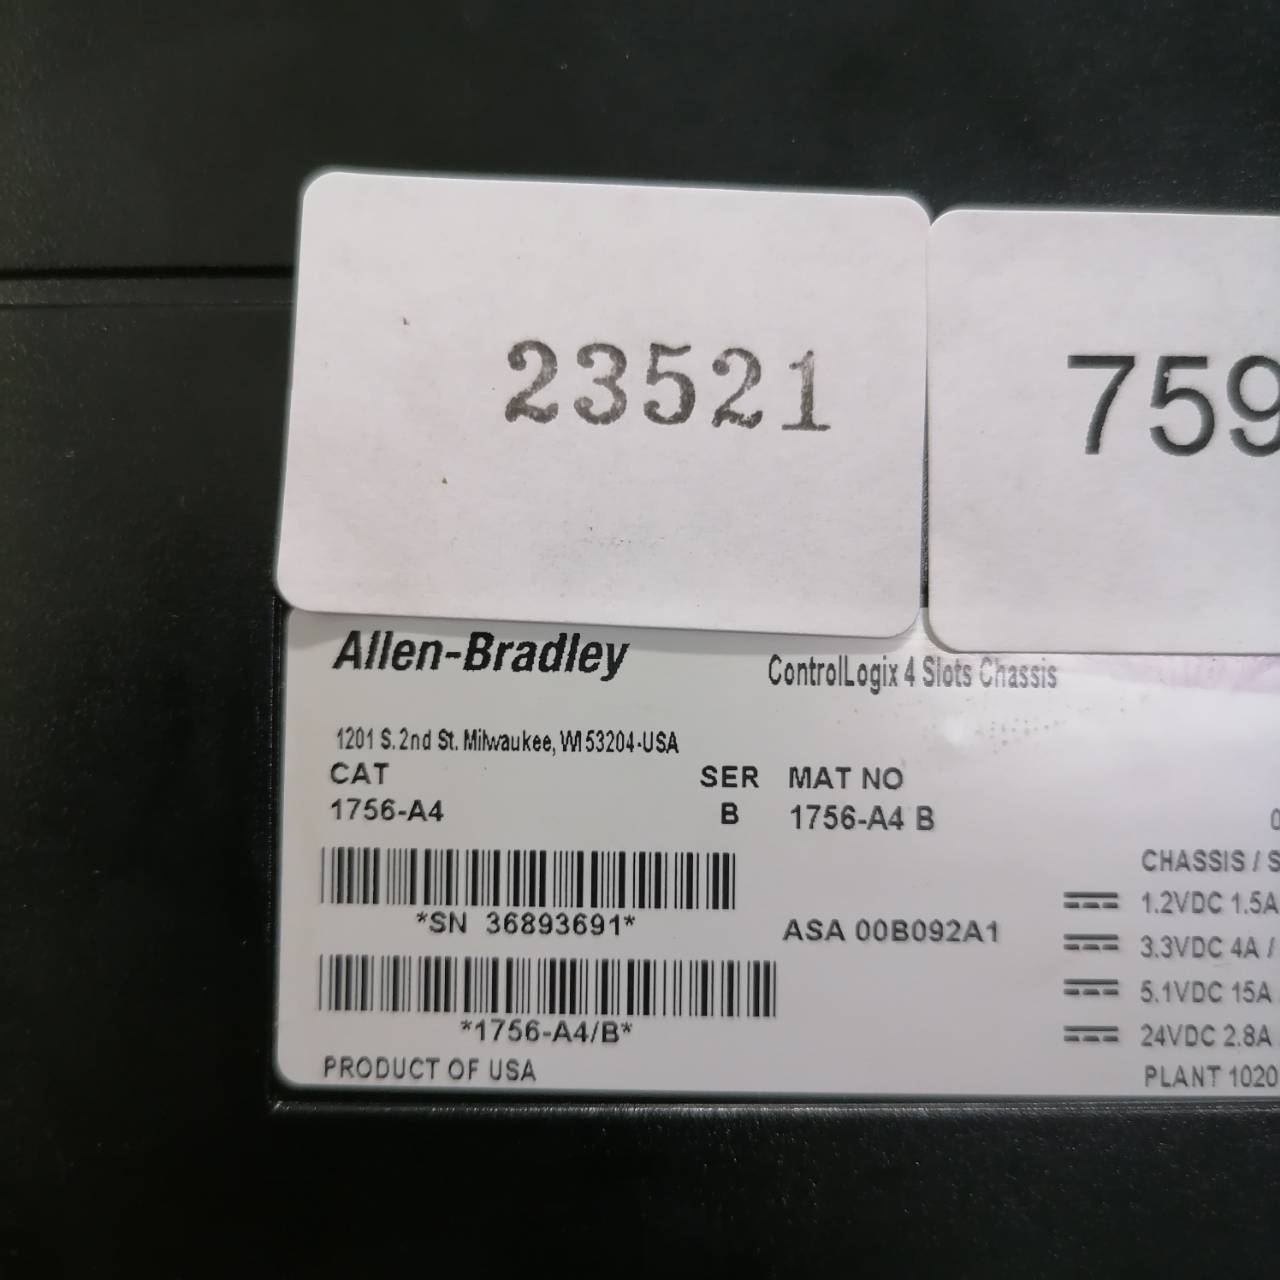 23521
759
Allen-Bradley
ControlLogix 4 Slots Chassis
1201 S. 2nd St. Milwaukee, WI 53204-USA
CAT SER MAT NO
1756-A4 B 1756-A4 B
CHASSIS / S
1.2VDC 1.5A
*SN 36893691*
ASA 00B092A1
3.3VDC 4A /
5.1VDC 15A
*1756-A4/B*
24VDC 2.8A
PRODUCT OF USA
PLANT 1020